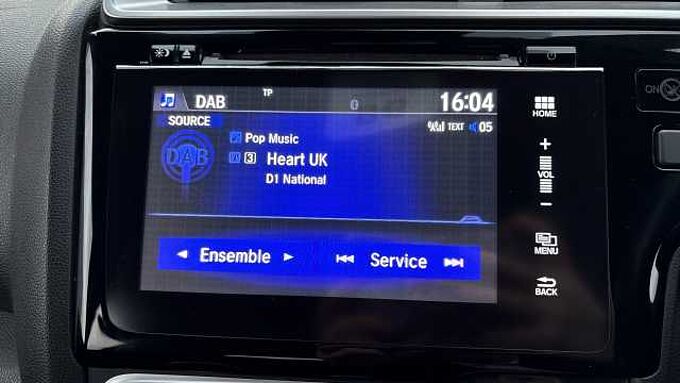 TP
DAB 16:04
SOURCE
TEXT 05
Pop Music
DAB
3 Heart UK
D1 National
Ensemble Service
HOME
+
VOL
−
MENU
BACK
ON